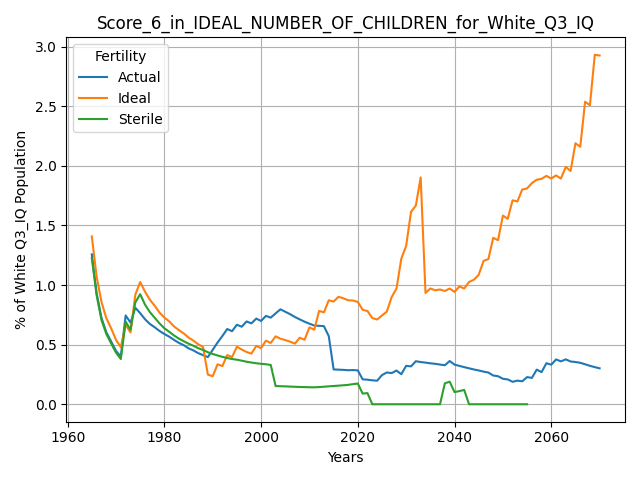 Score_6_in_IDEAL_NUMBER_OF_CHILDREN_for_White_Q3_IQ
Fertility
Actual
Ideal
Sterile
% of White Q3_IQ Population
3.0
2.5
2.0
1.5
1.0
0.5
0.0
1960 1980 2000 2020 2040 2060
Years